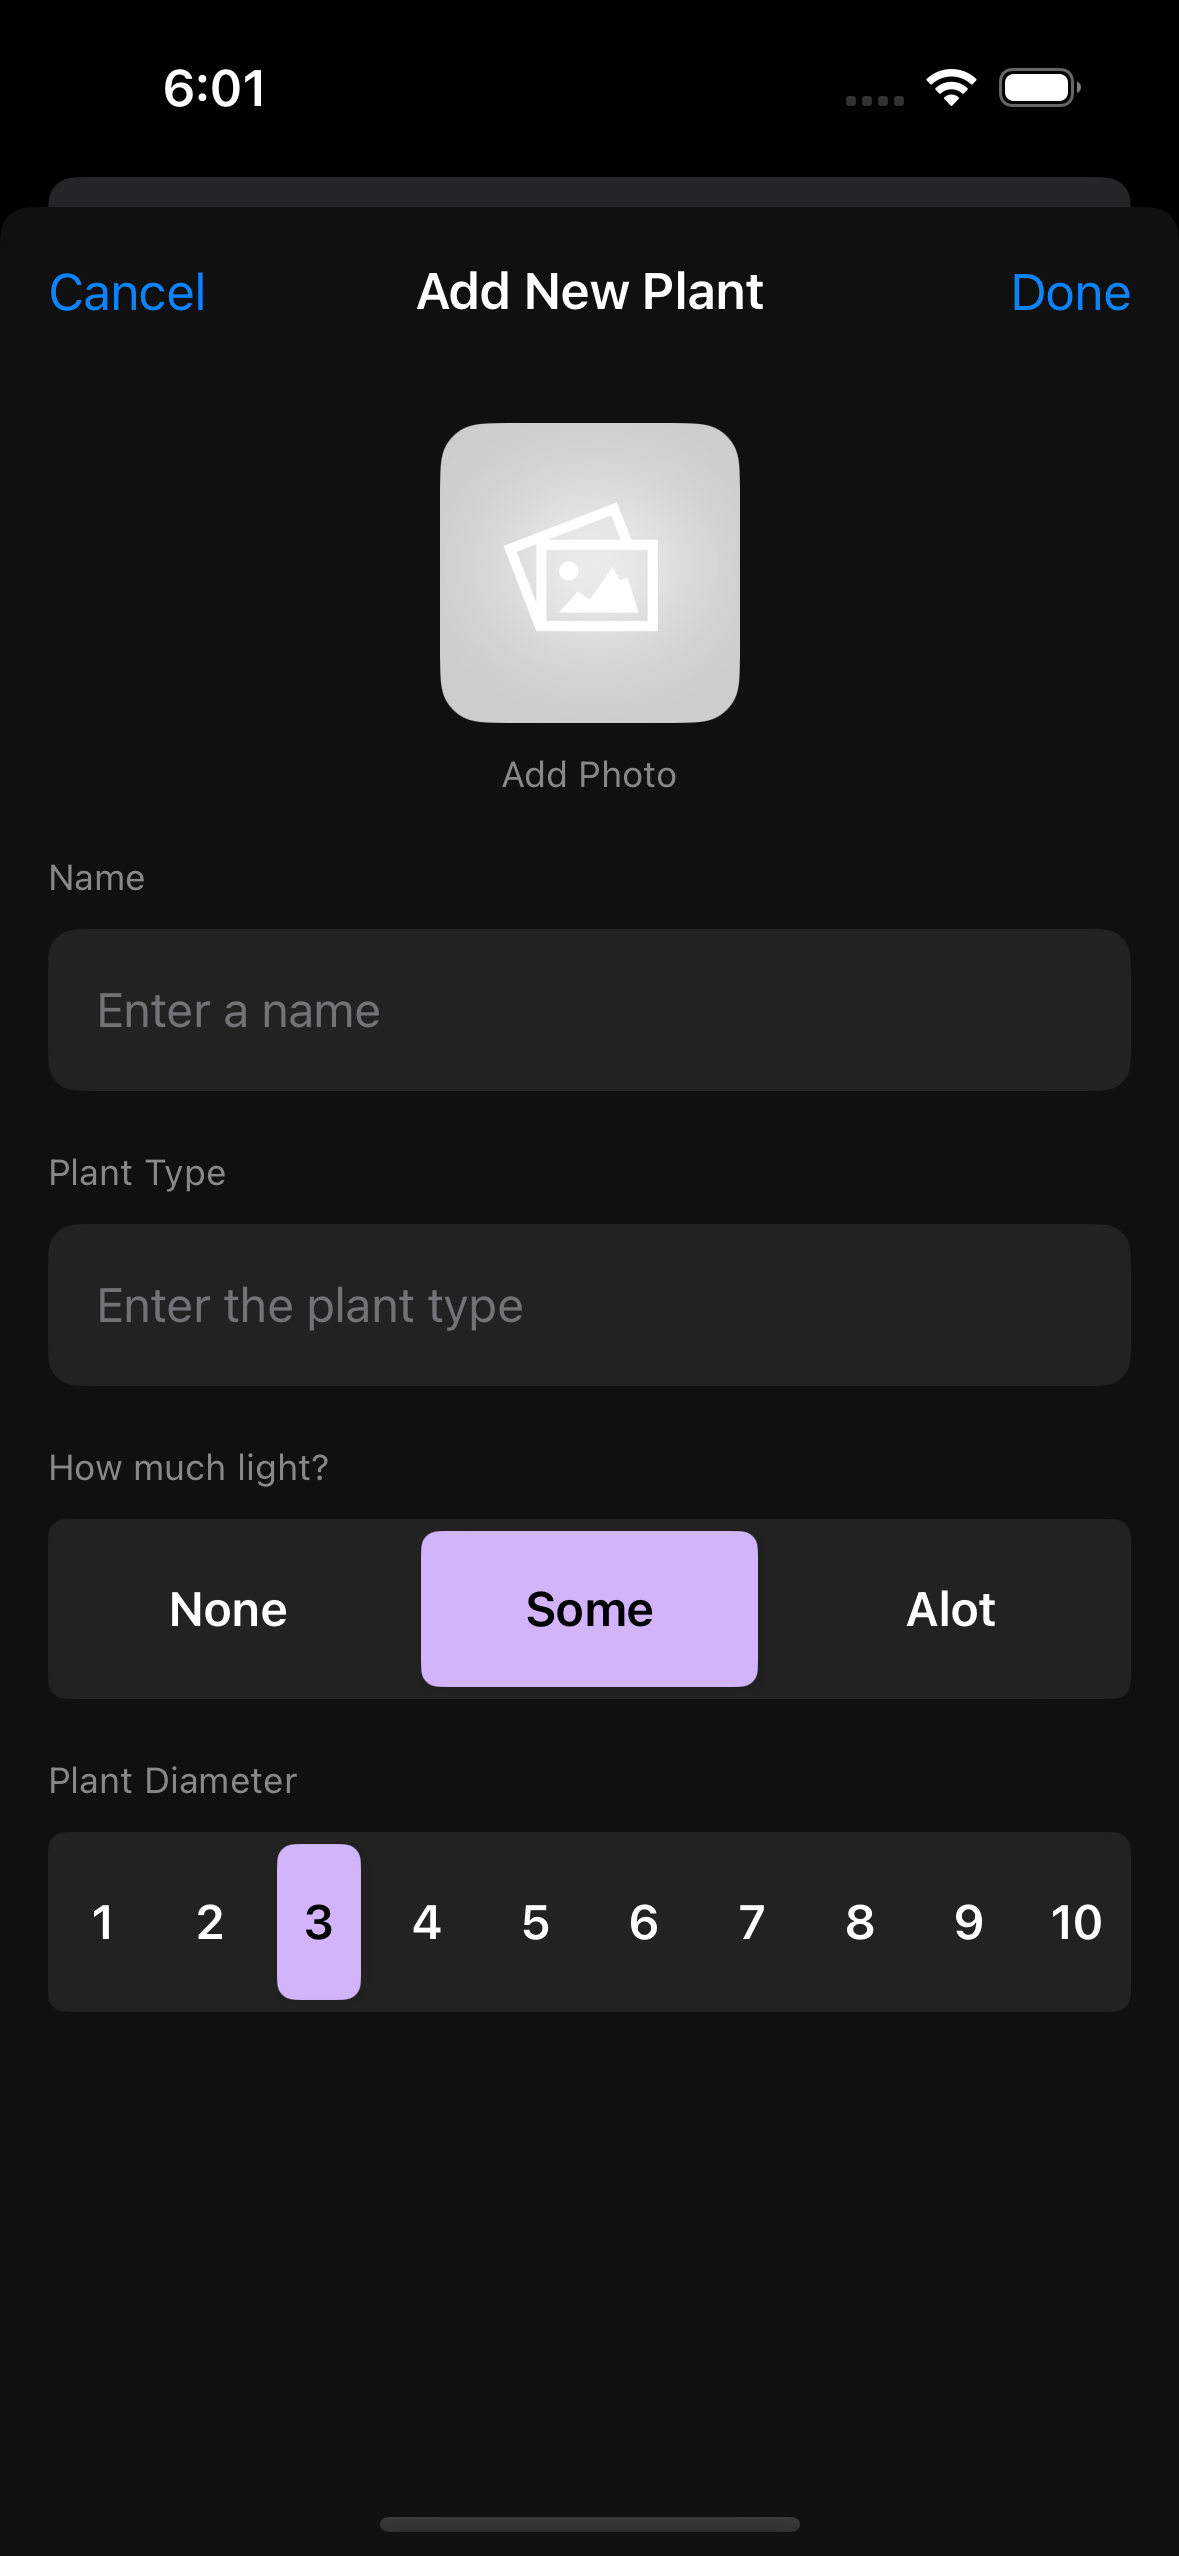 6:01
Cancel Add New Plant Done
Add Photo
Name
Enter a name
Plant Type
Enter the plant type
How much light?
None Some Alot
Plant Diameter
1 2 3 4 5 6 7 8 9 10